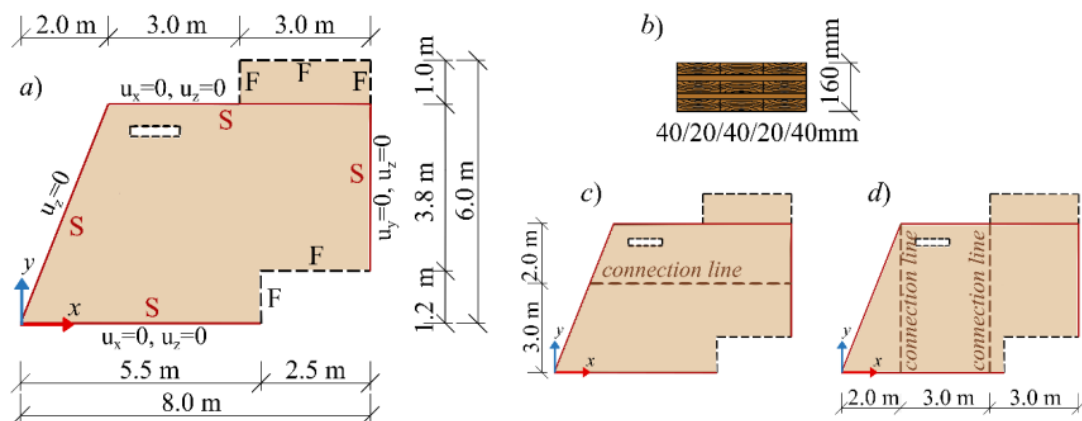 2.0 m 3.0 m 3.0 m
a)
u_x=0, u_z=0
F F F
S
1.0 m
u_z=0
S
S
u_y=0, u_z=0
3.8 m
6.0 m
F
F
y
x
S
u_x=0, u_z=0
1.2 m
5.5 m 2.5 m
8.0 m
b)
160 mm
40/20/40/20/40mm
c)
2.0 m
connection line
3.0 m
y
x
d)
connection line
connection line
y
x
2.0 m 3.0 m 3.0 m